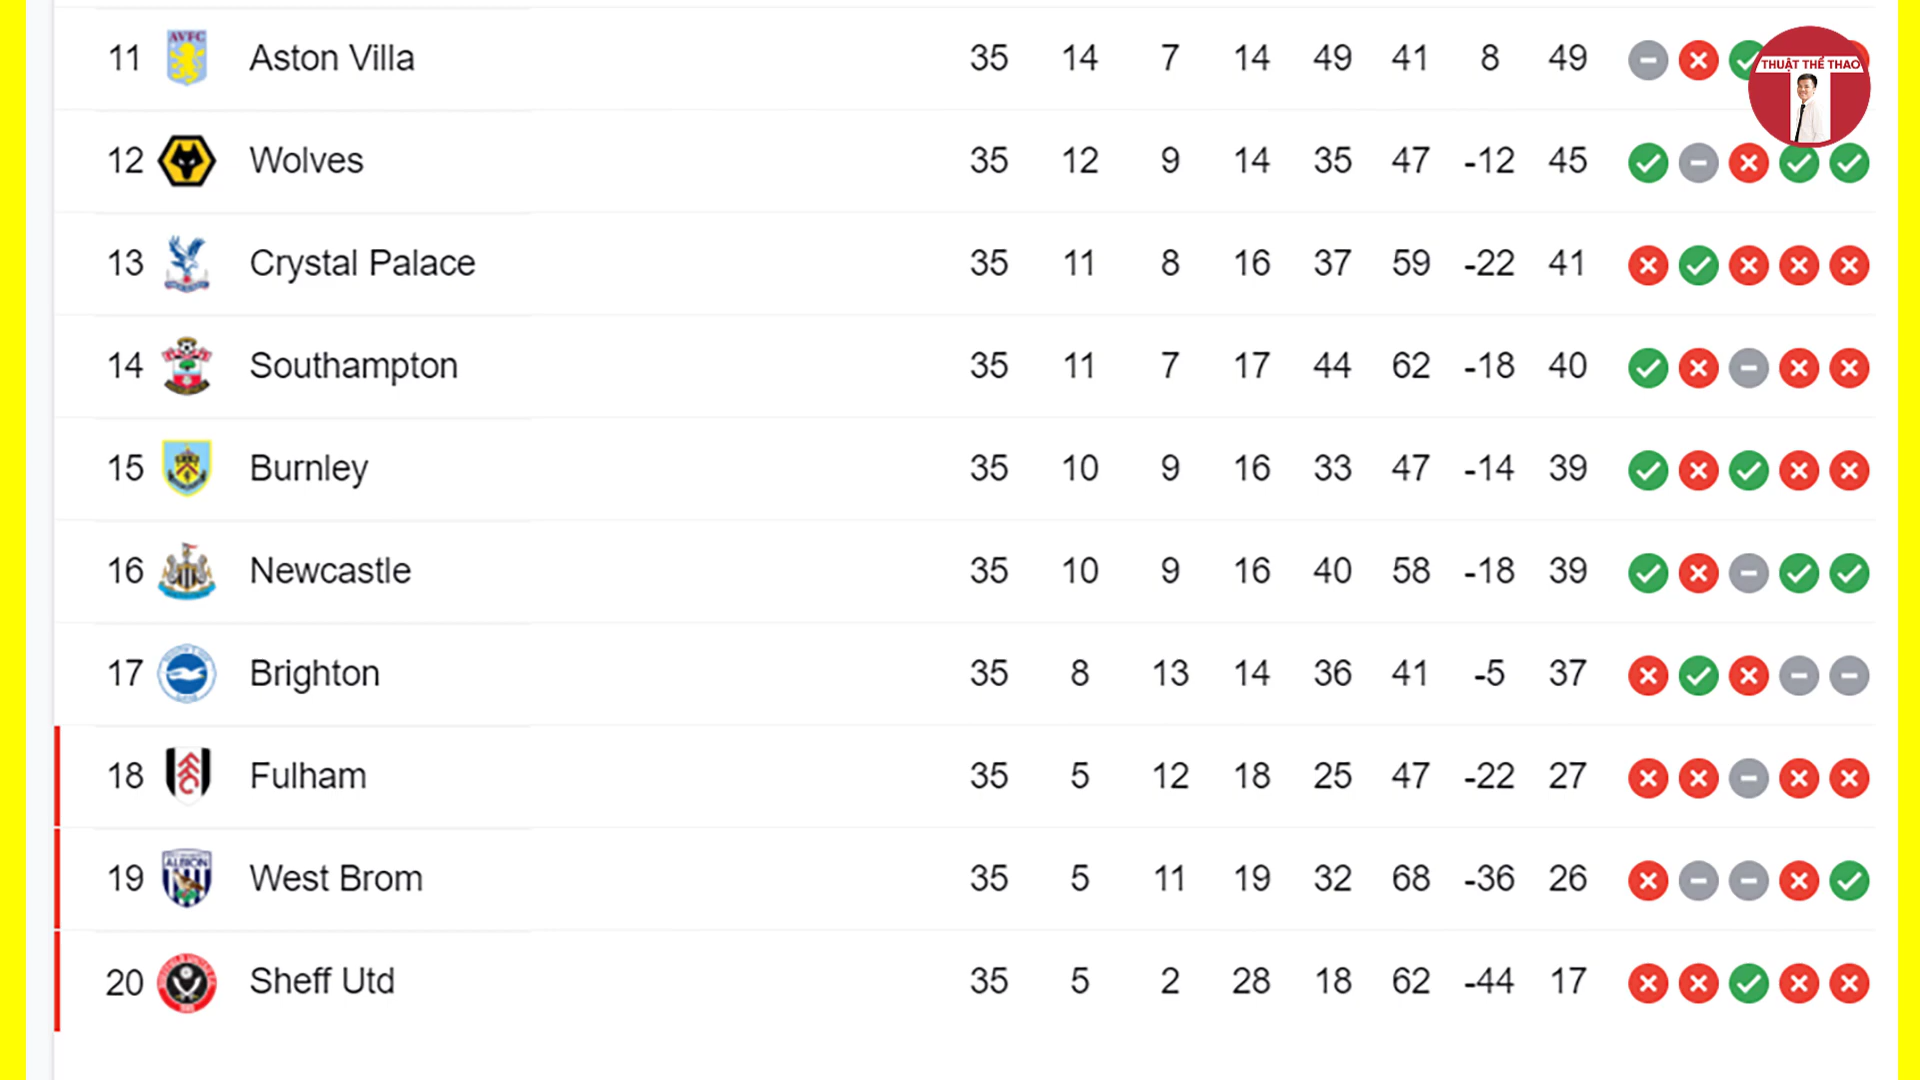 11 AVFC Aston Villa 35 14 7 14 49 41 8 49
THUẬT THỂ THAO
12 Wolves 35 12 9 14 35 47 -12 45
13 Crystal Palace 35 11 8 16 37 59 -22 41
14 Southampton 35 11 7 17 44 62 -18 40
15 Burnley 35 10 9 16 33 47 -14 39
16 Newcastle 35 10 9 16 40 58 -18 39
17 Brighton 35 8 13 14 36 41 -5 37
18 Fulham 35 5 12 18 25 47 -22 27
19 ALBION West Brom 35 5 11 19 32 68 -36 26
20 Sheff Utd 35 5 2 28 18 62 -44 17